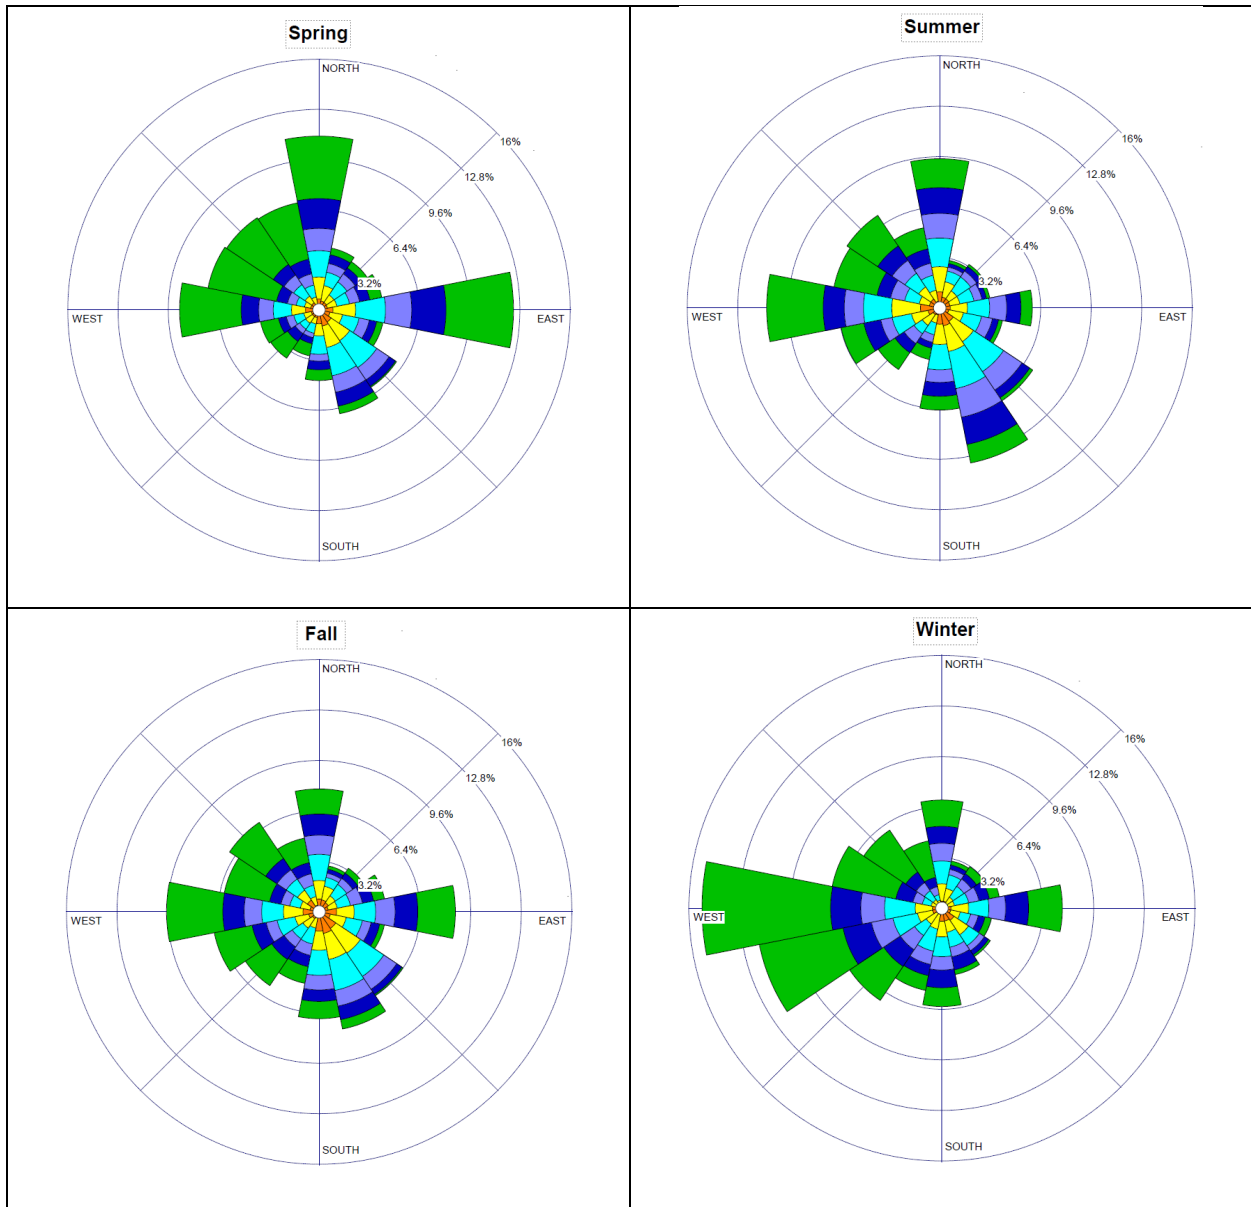 Spring
NORTH
16%
12.8%
9.6%
6.4%
3.2%
WEST
EAST
SOUTH
Summer
NORTH
16%
12.8%
9.6%
6.4%
3.2%
WEST
EAST
SOUTH
Fall
NORTH
16%
12.8%
9.6%
6.4%
3.2%
WEST
EAST
SOUTH
Winter
NORTH
16%
12.8%
9.6%
6.4%
3.2%
WEST
EAST
SOUTH